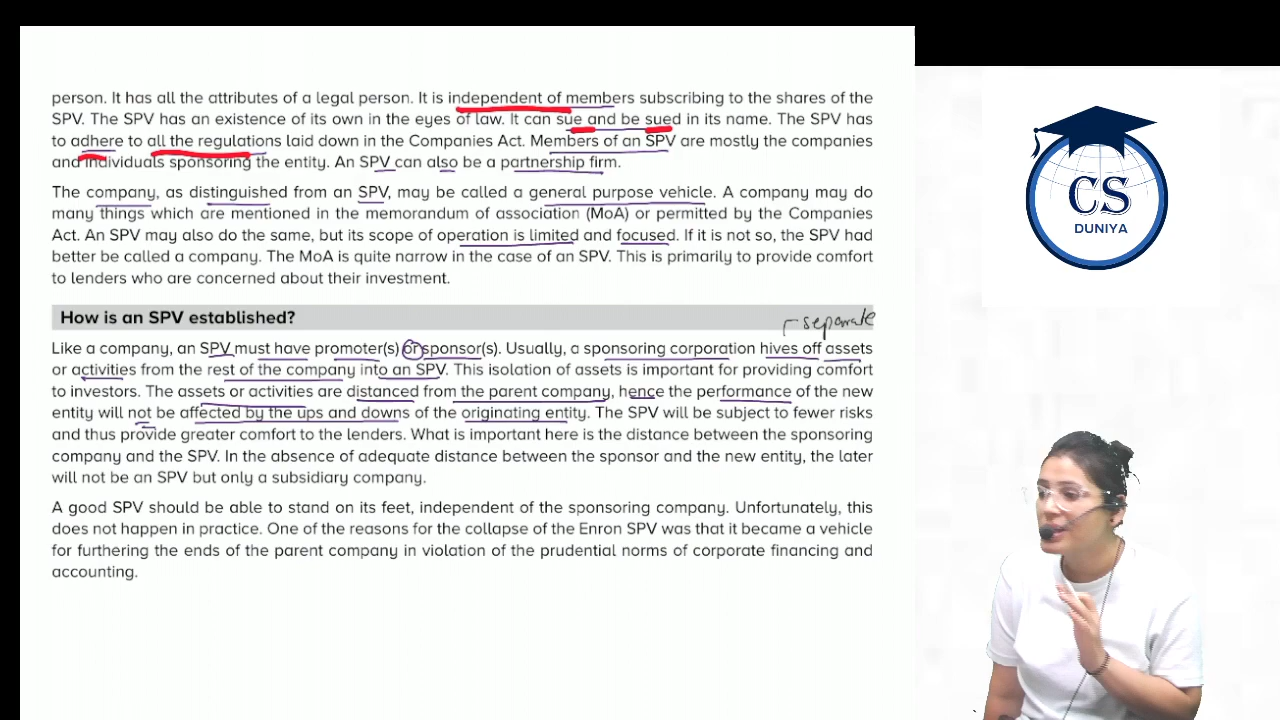 person. It has all the attributes of a legal person. It is independent of members subscribing to the shares of the
SPV. The SPV has an existence of its own in the eyes of law. It can sue and be sued in its name. The SPV has
to adhere to all the regulations laid down in the Companies Act. Members of an SPV are mostly the companies
and individuals sponsoring the entity. An SPV can also be a partnership firm.
The company, as distinguished from an SPV, may be called a general purpose vehicle. A company may do
many things which are mentioned in the memorandum of association (MoA) or permitted by the Companies
Act. An SPV may also do the same, but its scope of operation is limited and focused. If it is not so, the SPV had
better be called a company. The MoA is quite narrow in the case of an SPV. This is primarily to provide comfort
to lenders who are concerned about their investment.
How is an SPV established?
separate
Like a company, an SPV must have promoter(s) or sponsor(s). Usually, a sponsoring corporation hives off assets
or activities from the rest of the company into an SPV. This isolation of assets is important for providing comfort
to investors. The assets or activities are distanced from the parent company, hence the performance of the new
entity will not be affected by the ups and downs of the originating entity. The SPV will be subject to fewer risks
and thus provide greater comfort to the lenders. What is important here is the distance between the sponsoring
company and the SPV. In the absence of adequate distance between the sponsor and the new entity, the later
will not be an SPV but only a subsidiary company.
A good SPV should be able to stand on its feet, independent of the sponsoring company. Unfortunately, this
does not happen in practice. One of the reasons for the collapse of the Enron SPV was that it became a vehicle
for furthering the ends of the parent company in violation of the prudential norms of corporate financing and
accounting.
CS
DUNIYA